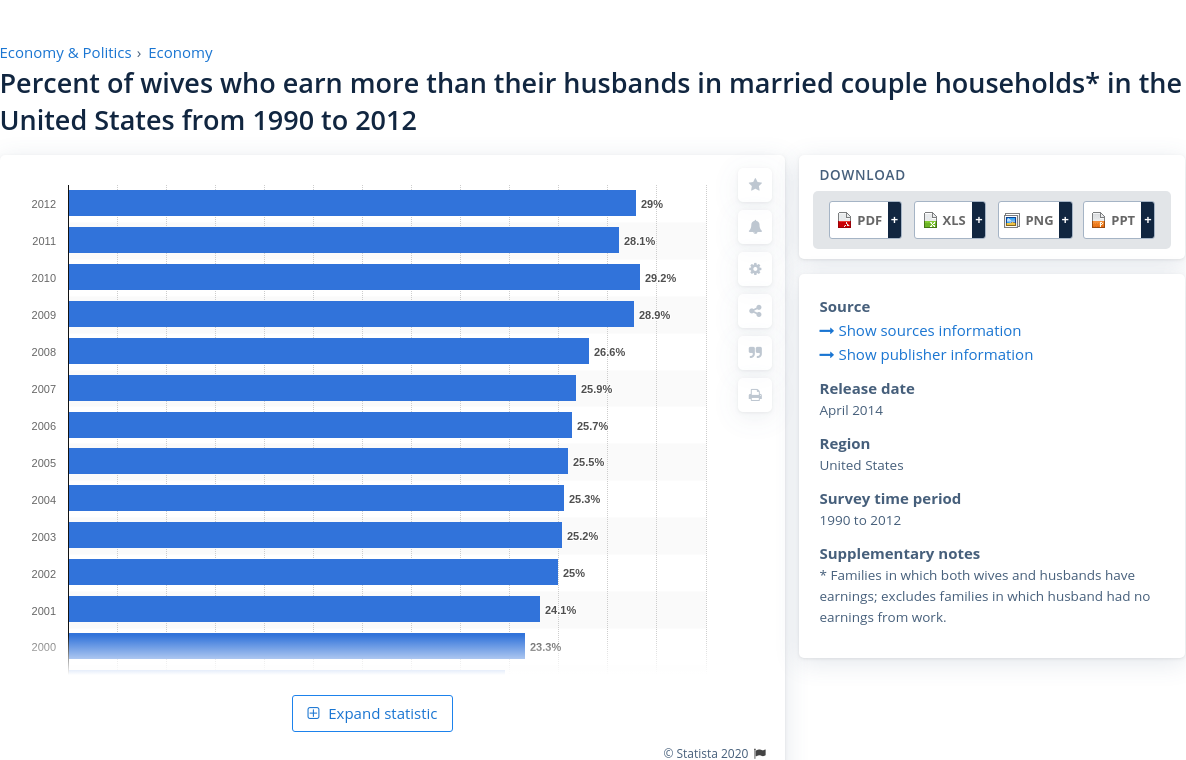 Economy & Politics › Economy
Percent of wives who earn more than their husbands in married couple households* in the
United States from 1990 to 2012
2012 29%
2011 28.1%
2010 29.2%
2009 28.9%
2008 26.6%
2007 25.9%
2006 25.7%
2005 25.5%
2004 25.3%
2003 25.2%
2002 25%
2001 24.1%
2000 23.3%
Expand statistic
© Statista 2020
DOWNLOAD
PDF + XLS + PNG + PPT +
Source
Show sources information
Show publisher information
Release date
April 2014
Region
United States
Survey time period
1990 to 2012
Supplementary notes
* Families in which both wives and husbands have
earnings; excludes families in which husband had no
earnings from work.